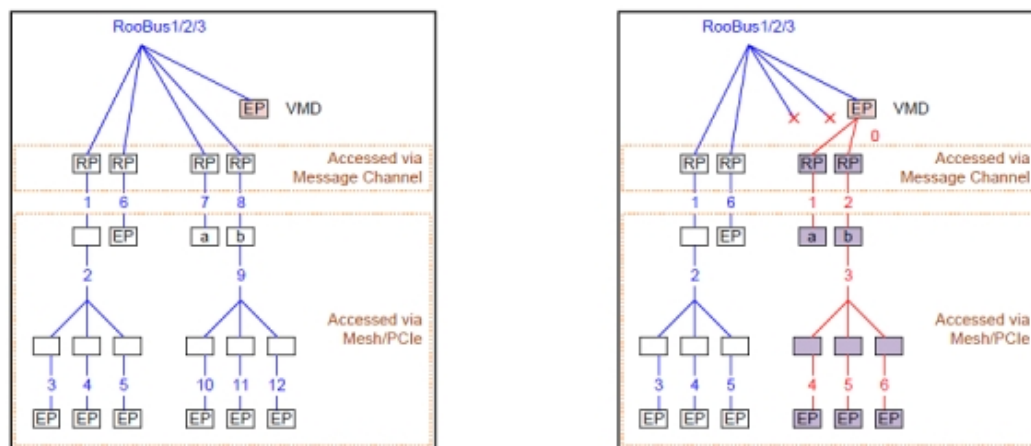 RooBus1/2/3
EP VMD
RP RP RP RP
Accessed via
Message Channel
1 6 7 8
EP a b
2 9
Accessed via
Mesh/PCIe
3 4 5 10 11 12
EP EP EP EP EP EP
RooBus1/2/3
EP VMD
0
RP RP RP RP
Accessed via
Message Channel
1 6 1 2
EP a b
2 3
Accessed via
Mesh/PCIe
3 4 5 4 5 6
EP EP EP EP EP EP